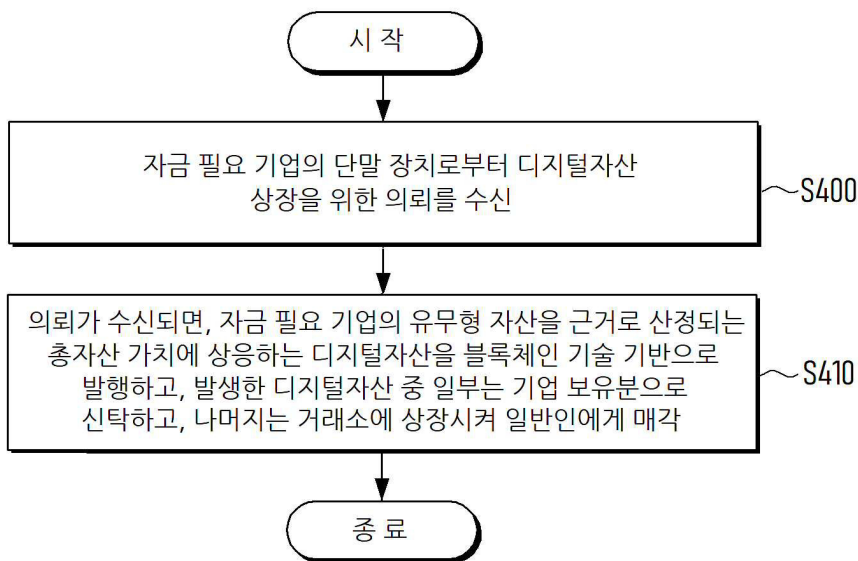 시 작
자금 필요 기업의 단말 장치로부터 디지털자산
상장을 위한 의뢰를 수신
S400
의뢰가 수신되면, 자금 필요 기업의 유무형 자산을 근거로 산정되는
총자산 가치에 상응하는 디지털자산을 블록체인 기술 기반으로
발행하고, 발생한 디지털자산 중 일부는 기업 보유분으로
신탁하고, 나머지는 거래소에 상장시켜 일반인에게 매각
S410
종 료